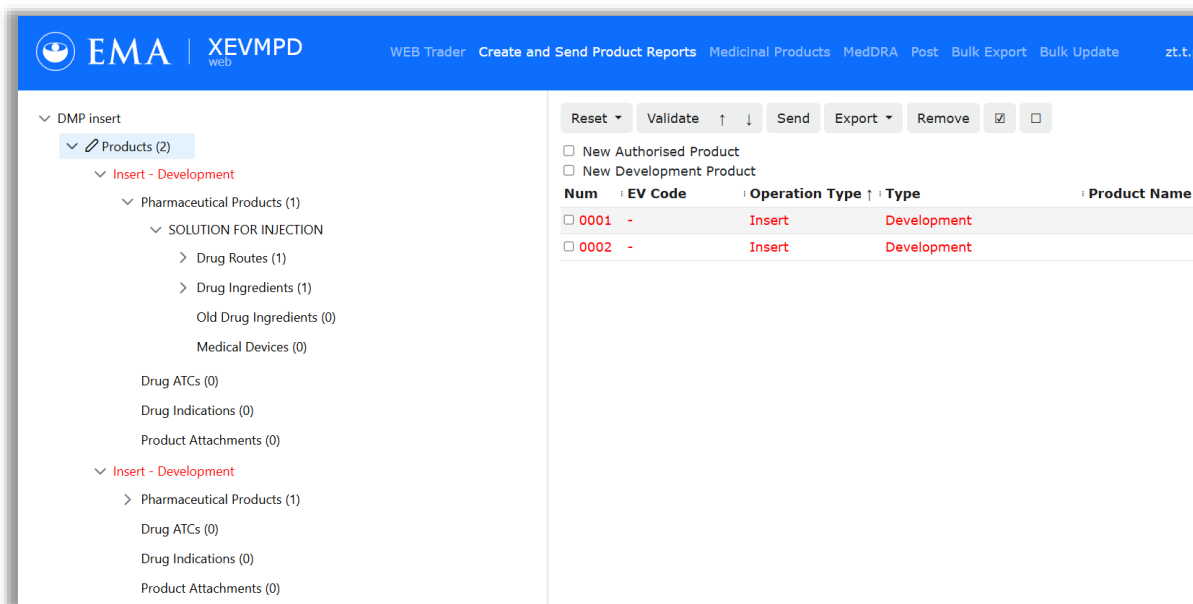 EMA XEVMPD
web
WEB Trader Create and Send Product Reports Medicinal Products MedDRA Post Bulk Export Bulk Update zt.t.
DMP insert
Products (2)
Insert - Development
Pharmaceutical Products (1)
SOLUTION FOR INJECTION
Drug Routes (1)
Drug Ingredients (1)
Old Drug Ingredients (0)
Medical Devices (0)
Drug ATCs (0)
Drug Indications (0)
Product Attachments (0)
Insert - Development
Pharmaceutical Products (1)
Drug ATCs (0)
Drug Indications (0)
Product Attachments (0)
Reset Validate ↑ ↓ Send Export Remove
New Authorised Product
New Development Product
Num EV Code Operation Type ↑ Type Product Name
0001 - Insert Development
0002 - Insert Development